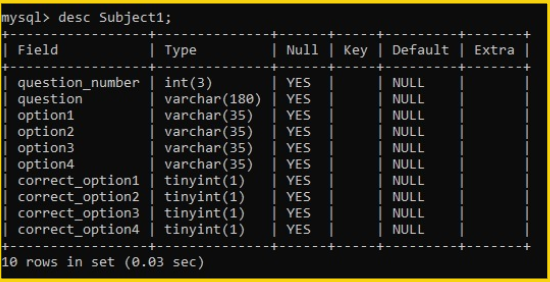 mysql> desc Subject1;
+-----------------+--------------+------+-----+---------+-------+
| Field           | Type         | Null | Key | Default | Extra |
+-----------------+--------------+------+-----+---------+-------+
| question_number | int(3)       | YES  |     | NULL    |       |
| question        | varchar(180) | YES  |     | NULL    |       |
| option1         | varchar(35)  | YES  |     | NULL    |       |
| option2         | varchar(35)  | YES  |     | NULL    |       |
| option3         | varchar(35)  | YES  |     | NULL    |       |
| option4         | varchar(35)  | YES  |     | NULL    |       |
| correct_option1 | tinyint(1)   | YES  |     | NULL    |       |
| correct_option2 | tinyint(1)   | YES  |     | NULL    |       |
| correct_option3 | tinyint(1)   | YES  |     | NULL    |       |
| correct_option4 | tinyint(1)   | YES  |     | NULL    |       |
+-----------------+--------------+------+-----+---------+-------+
10 rows in set (0.03 sec)